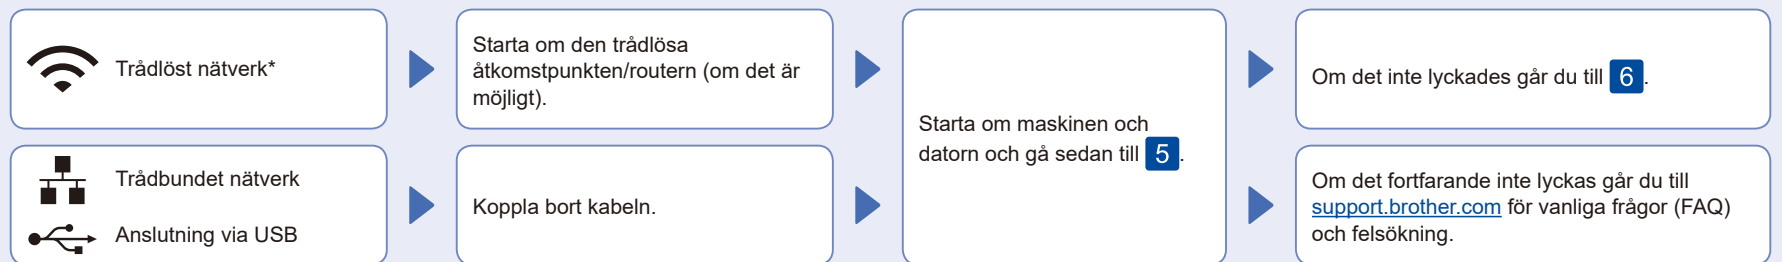 Trådlöst nätverk*
Starta om den trådlösa
åtkomstpunkten/routern (om det är
möjligt).
Starta om maskinen och
datorn och gå sedan till 5.
Om det inte lyckades går du till 6.
Trådbundet nätverk
Anslutning via USB
Koppla bort kabeln.
Om det fortfarande inte lyckas går du till
support.brother.com för vanliga frågor (FAQ)
och felsökning.